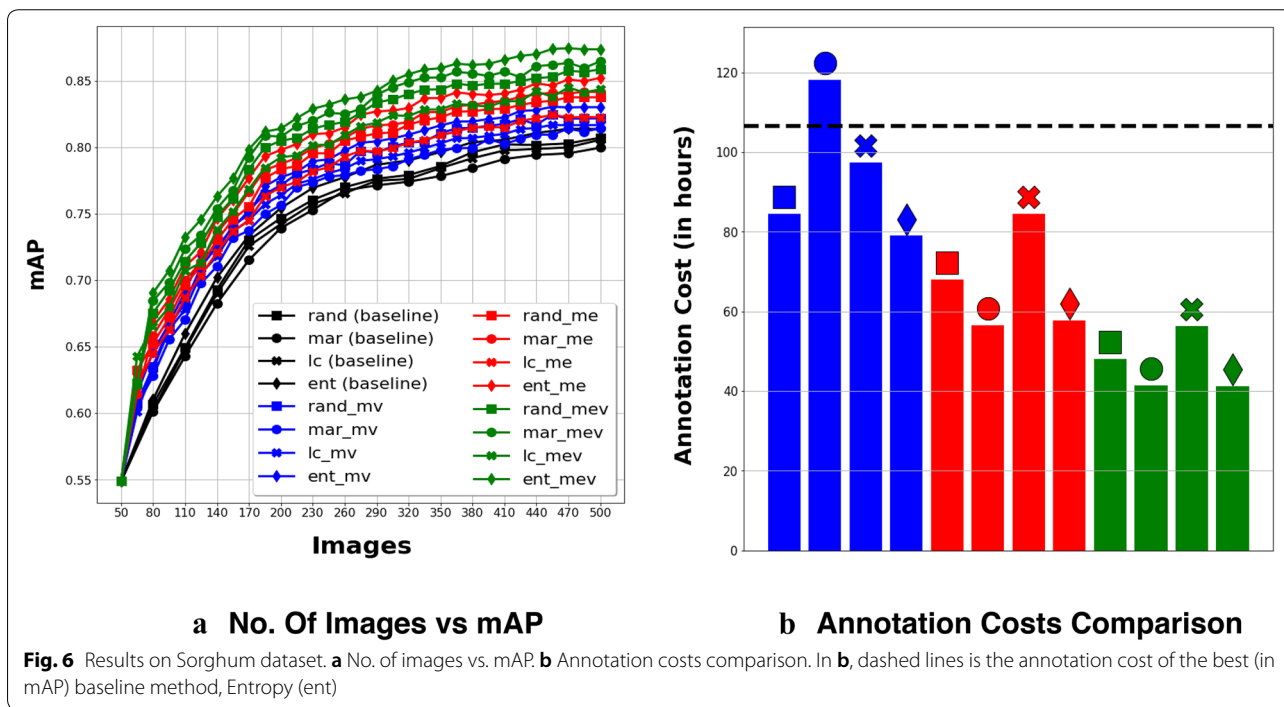 mAP
0.85
0.80
0.75
0.70
0.65
0.60
0.55
rand (baseline)
mar (baseline)
lc (baseline)
ent (baseline)
rand_mv
mar_mv
lc_mv
ent_mv
rand_me
mar_me
lc_me
ent_me
rand_mev
mar_mev
lc_mev
ent_mev
50 80 110 140 170 200 230 260 290 320 350 380 410 440 470 500
Images
a No. Of Images vs mAP
Annotation Cost (in hours)
120
100
80
60
40
20
0
b Annotation Costs Comparison
Fig. 6 Results on Sorghum dataset. a No. of images vs. mAP. b Annotation costs comparison. In b, dashed lines is the annotation cost of the best (in
mAP) baseline method, Entropy (ent)